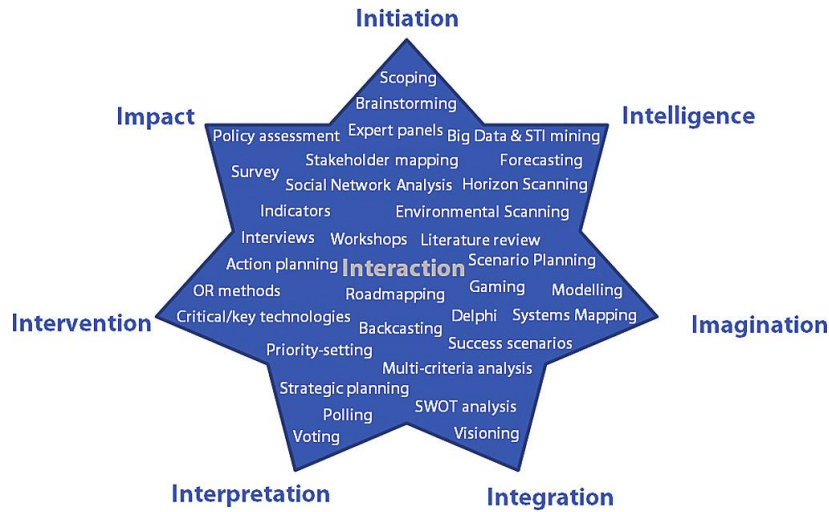 Initiation
Scoping
Brainstorming
Impact
Intelligence
Expert panels
Policy assessment
Big Data & STI mining
Stakeholder mapping
Forecasting
Survey
Social Network Analysis
Horizon Scanning
Indicators
Environmental Scanning
Interviews
Workshops
Literature review
Action planning
Interaction
Scenario Planning
OR methods
Roadmapping
Gaming
Modelling
Intervention
Critical/key technologies
Backcasting
Delphi
Systems Mapping
Imagination
Priority-setting
Success scenarios
Multi-criteria analysis
Strategic planning
Polling
SWOT analysis
Voting
Visioning
Interpretation
Integration